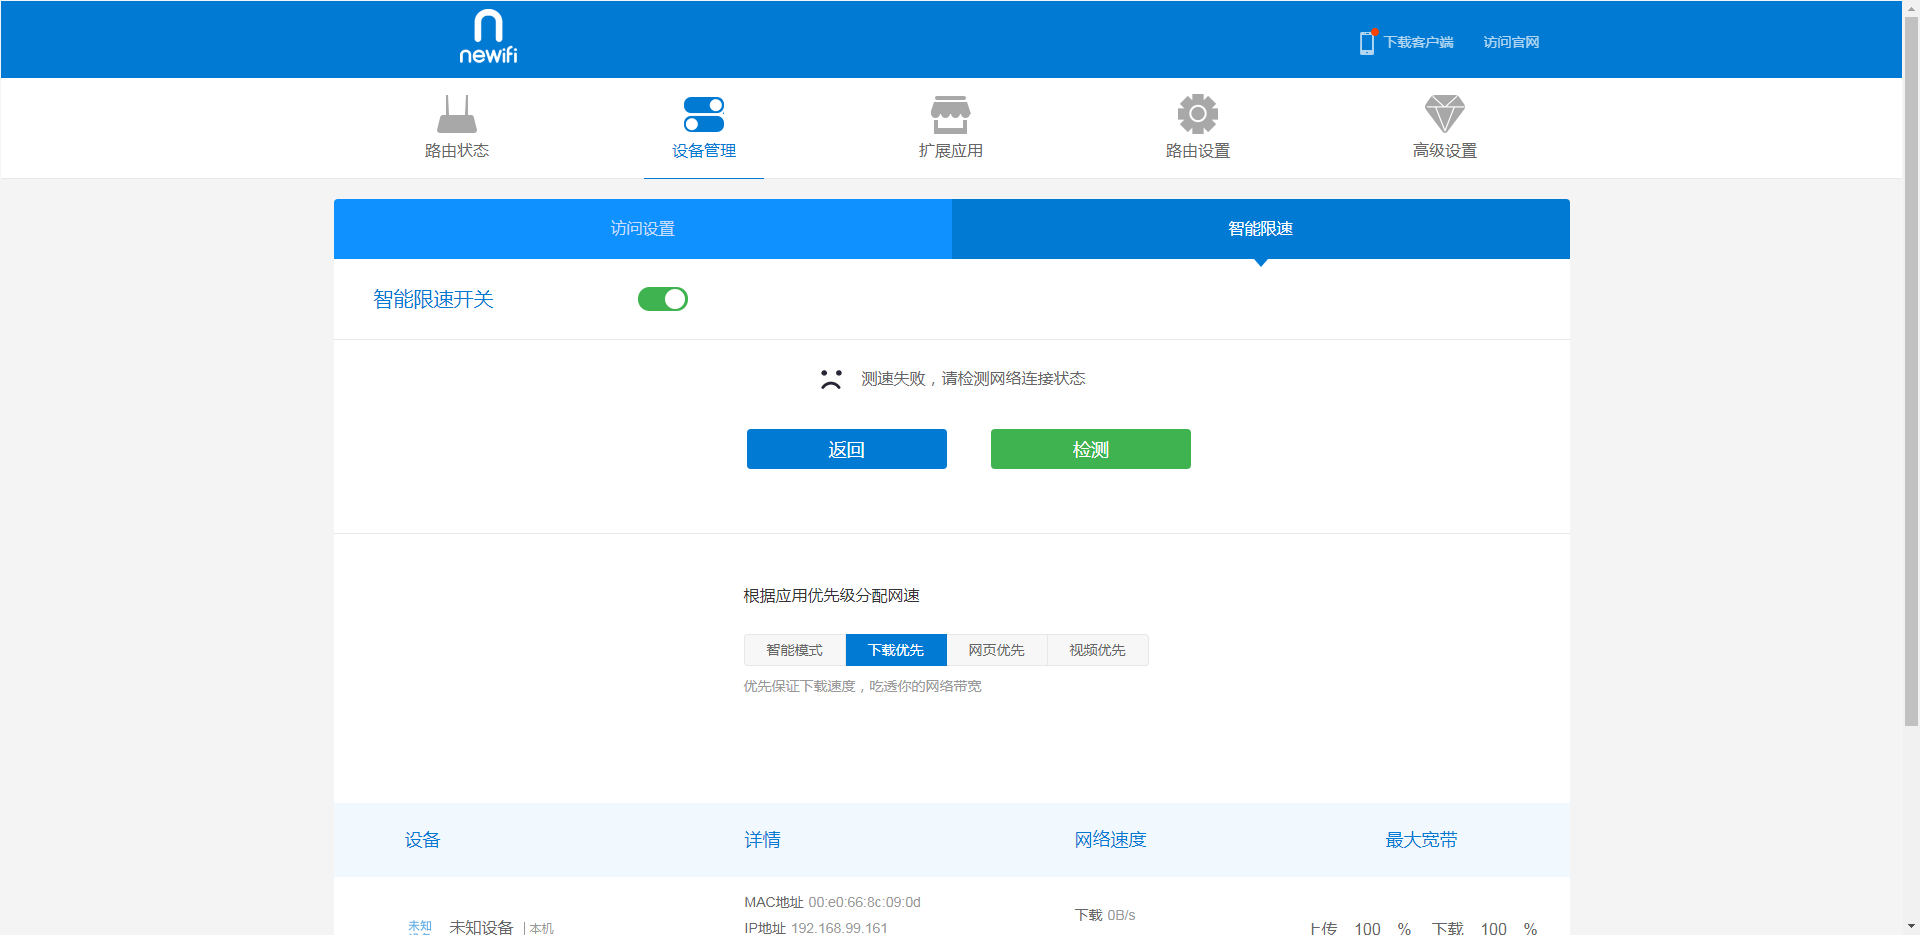 newifi
下载客户端
访问官网
路由状态
设备管理
扩展应用
路由设置
高级设置
访问设置
智能限速
智能限速开关
测速失败，请检测网络连接状态
返回
检测
根据应用优先级分配网速
智能模式
下载优先
网页优先
视频优先
优先保证下载速度，吃透你的网络带宽
设备
详情
网络速度
最大宽带
MAC地址 00:e0:66:8c:09:0d
下载 0B/s
未知
未知设备 | 本机
IP地址 192.168.99.161
上传 100 % 下载 100 %